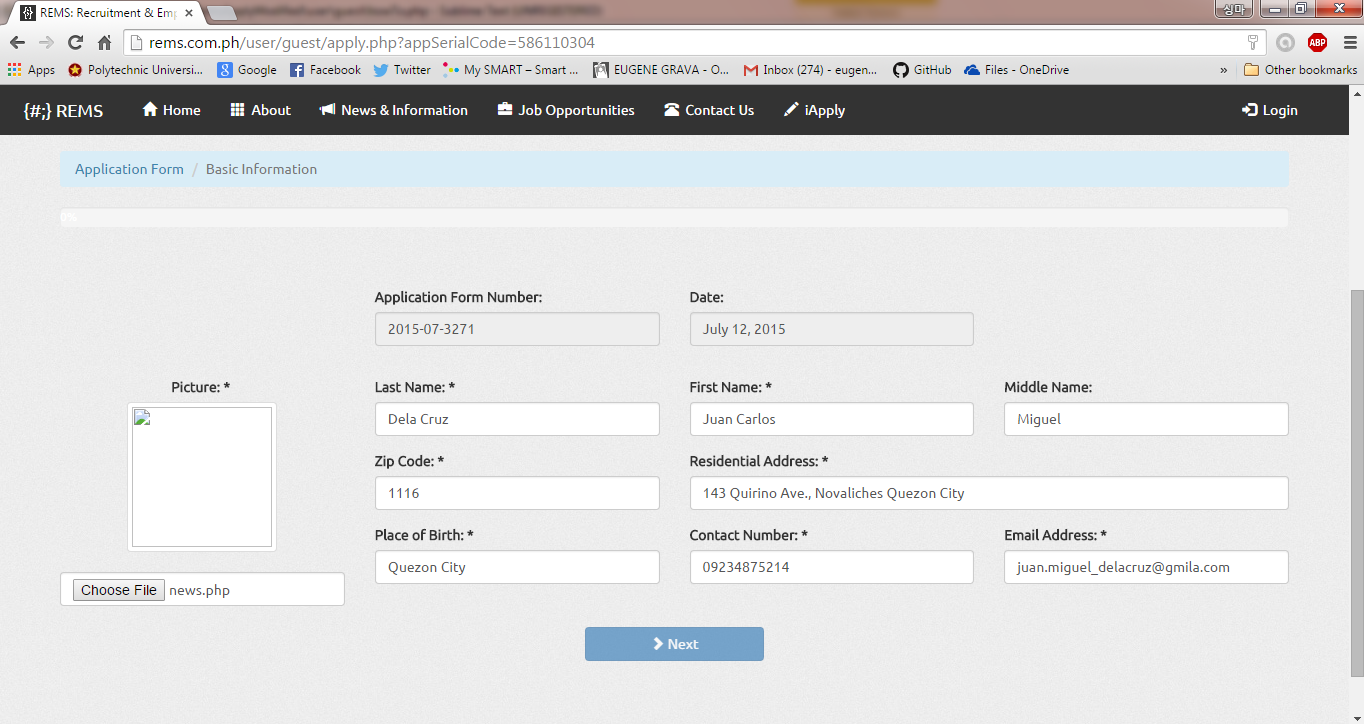 REMS: Recruitment & Emp
rems.com.ph/user/guest/apply.php?appSerialCode=586110304
ABP
Apps Polytechnic Universi... Google Facebook Twitter My SMART – Smart ... EUGENE GRAVA - O... Inbox (274) - eugen... GitHub Files - OneDrive » Other bookmarks
{#;} REMS Home About News & Information Job Opportunities Contact Us iApply Login
Application Form / Basic Information
0%
Application Form Number: Date:
2015-07-3271 July 12, 2015
Picture: * Last Name: * First Name: * Middle Name:
Dela Cruz Juan Carlos Miguel
Zip Code: * Residential Address: *
1116 143 Quirino Ave., Novaliches Quezon City
Place of Birth: * Contact Number: * Email Address: *
Quezon City 09234875214 juan.miguel_delacruz@gmila.com
Choose File news.php
Next